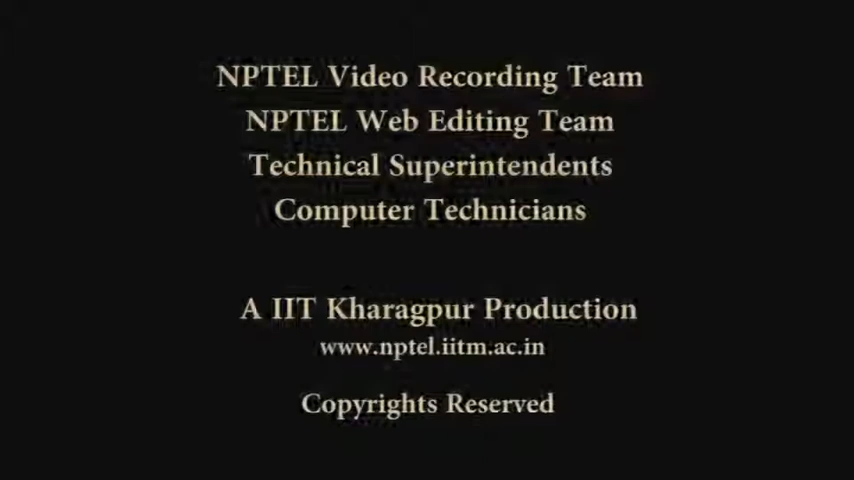 NPTEL Video Recording Team
NPTEL Web Editing Team
Technical Superintendents
Computer Technicians
A IIT Kharagpur Production
www.nptel.iitm.ac.in
Copyrights Reserved